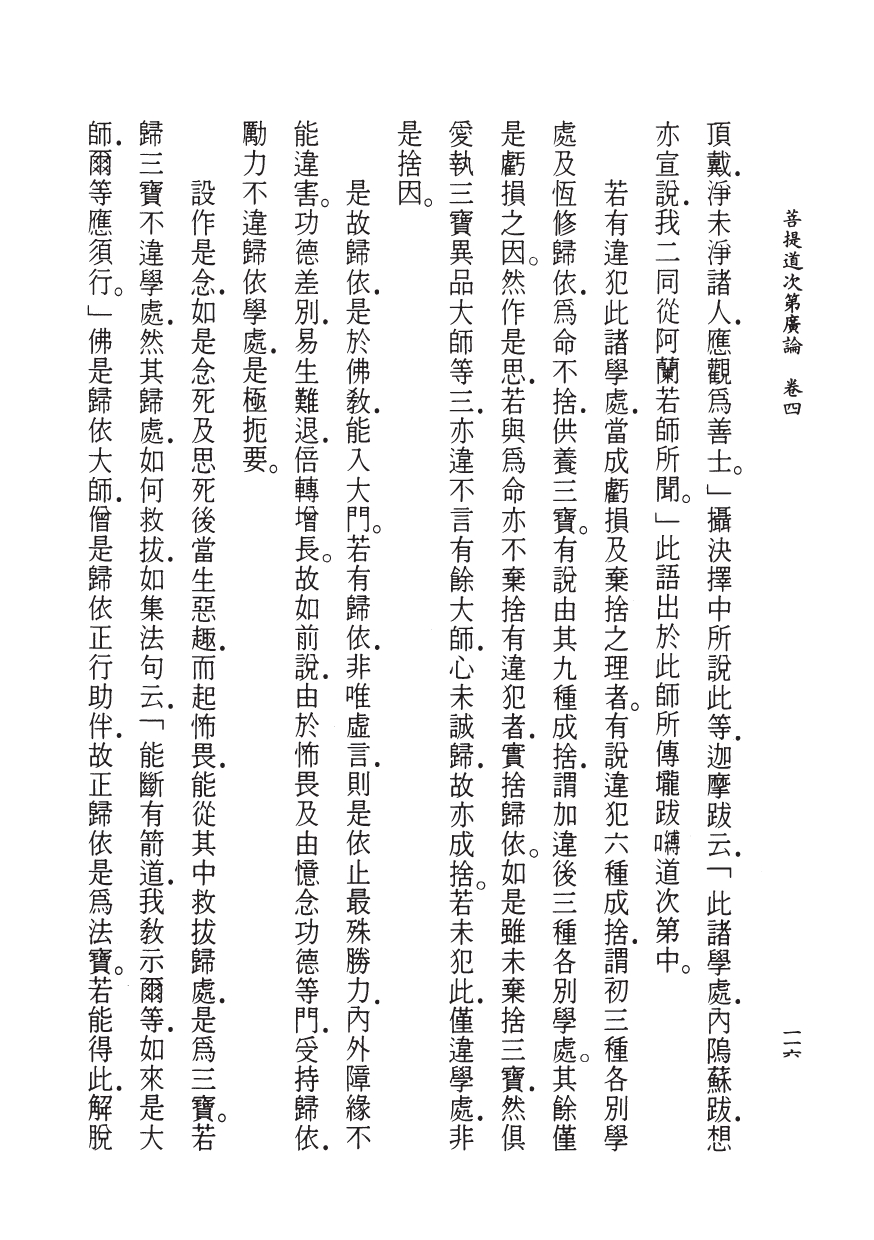 菩提道次第廣論　卷四
一一六
頂戴．淨未淨諸人．應觀爲善士。」攝決擇中所說此等．迦摩跋云．「此諸學處．內隖蘇跋．想
亦宣說．我二同從阿蘭若師所聞。」此語出於此師所傳壠跋㗘道次第中。
　　若有違犯此諸學處．當成虧損及棄捨之理者。有說違犯六種成捨．謂初三種各別學
處及恆修歸依．爲命不捨．供養三寶。有說由其九種成捨．謂加違後三種各別學處。其餘僅
是虧損之因。然作是思．若與爲命亦不棄捨有違犯者．實捨歸依。如是雖未棄捨三寶．然俱
愛執三寶異品大師等三．亦違不言有餘大師．心未誠歸．故亦成捨。若未犯此．僅違學處．非
是捨因。
　　是故歸依．是於佛教．能入大門。若有歸依．非唯虛言．則是依止最殊勝力．內外障緣不
能違害。功德差別．易生難退．倍轉增長。故如前說．由於怖畏及由憶念功德等門．受持歸依．
勵力不違歸依學處．是極扼要。
　　設作是念．如是念死及思死後當生惡趣．而起怖畏．能從其中救拔歸處．是爲三寶。若
歸三寶不違學處．然其歸處．如何救拔．如集法句云．「能斷有箭道．我教示爾等．如來是大
師．爾等應須行。」佛是歸依大師．僧是歸依正行助伴．故正歸依是爲法寶。若能得此．解脫